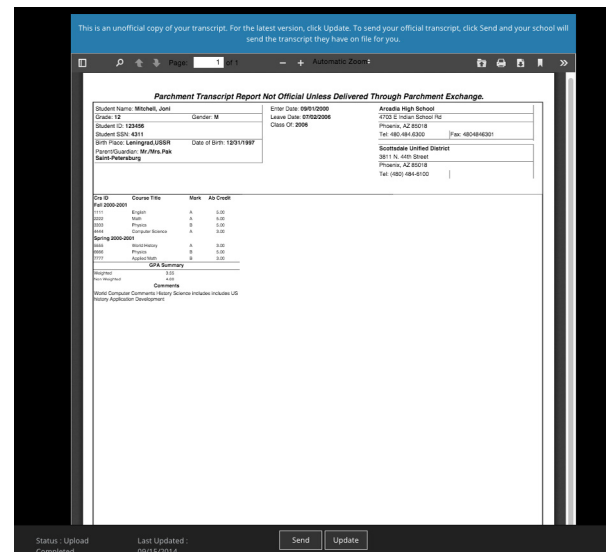 This is an unofficial copy of your transcript. For the latest version, click Update. To send your official transcript, click Send and your school will
send the transcript they have on file for you.
Page: 1 of 1 Automatic Zoom
Parchment Transcript Report Not Official Unless Delivered Through Parchment Exchange.
Student Name: Mitchell, Joni
Grade: 12 Gender: M
Student ID: 123456
Student SSN: 4311
Birth Place: Leningrad,USSR Date of Birth: 12/31/1997
Parent/Guardian: Mr./Mrs.Pak
Saint-Petersburg
Enter Date: 09/01/2000
Leave Date: 07/02/2006
Class Of: 2006
Arcadia High School
4703 E Indian School Rd
Phoenix, AZ 85018
Tel: 480.484.6300 Fax: 4804846301
Scottsdale Unified District
3811 N. 44th Street
Phoenix, AZ 85018
Tel: (480) 484-6100
Crs ID Course Title Mark Ab Credit
Fall 2000-2001
1111 English A 5.00
2222 Math A 5.00
3333 Physics B 5.00
4444 Computer Science A 3.00
Spring 2000-2001
5555 World History A 3.00
6666 Physics B 5.00
7777 Applied Math B 3.00
GPA Summary
Weighted
Non Weighted
Comments
World Computer Comments History Science includes includes US
history Application Development
Status : Upload
Completed
Last Updated :
09/15/2014
Send Update